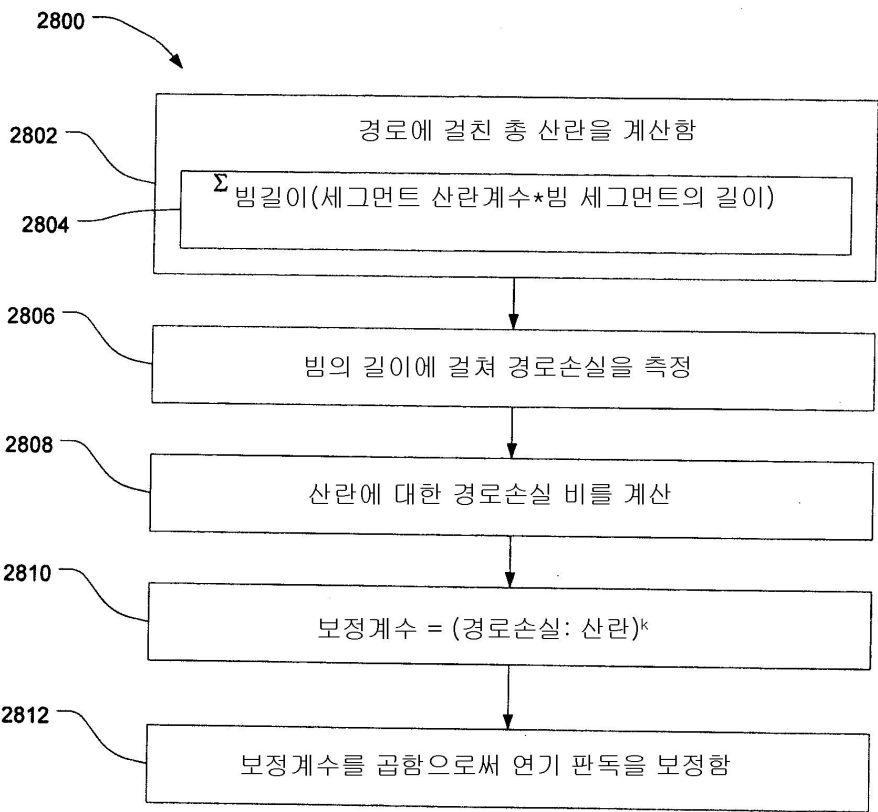 2800
2802
경로에 걸친 총 산란을 계산함
2804
Σ 빔길이(세그먼트 산란계수*빔 세그먼트의 길이)
2806
빔의 길이에 걸쳐 경로손실을 측정
2808
산란에 대한 경로손실 비를 계산
2810
보정계수 = (경로손실: 산란)ᵏ
2812
보정계수를 곱함으로써 연기 판독을 보정함